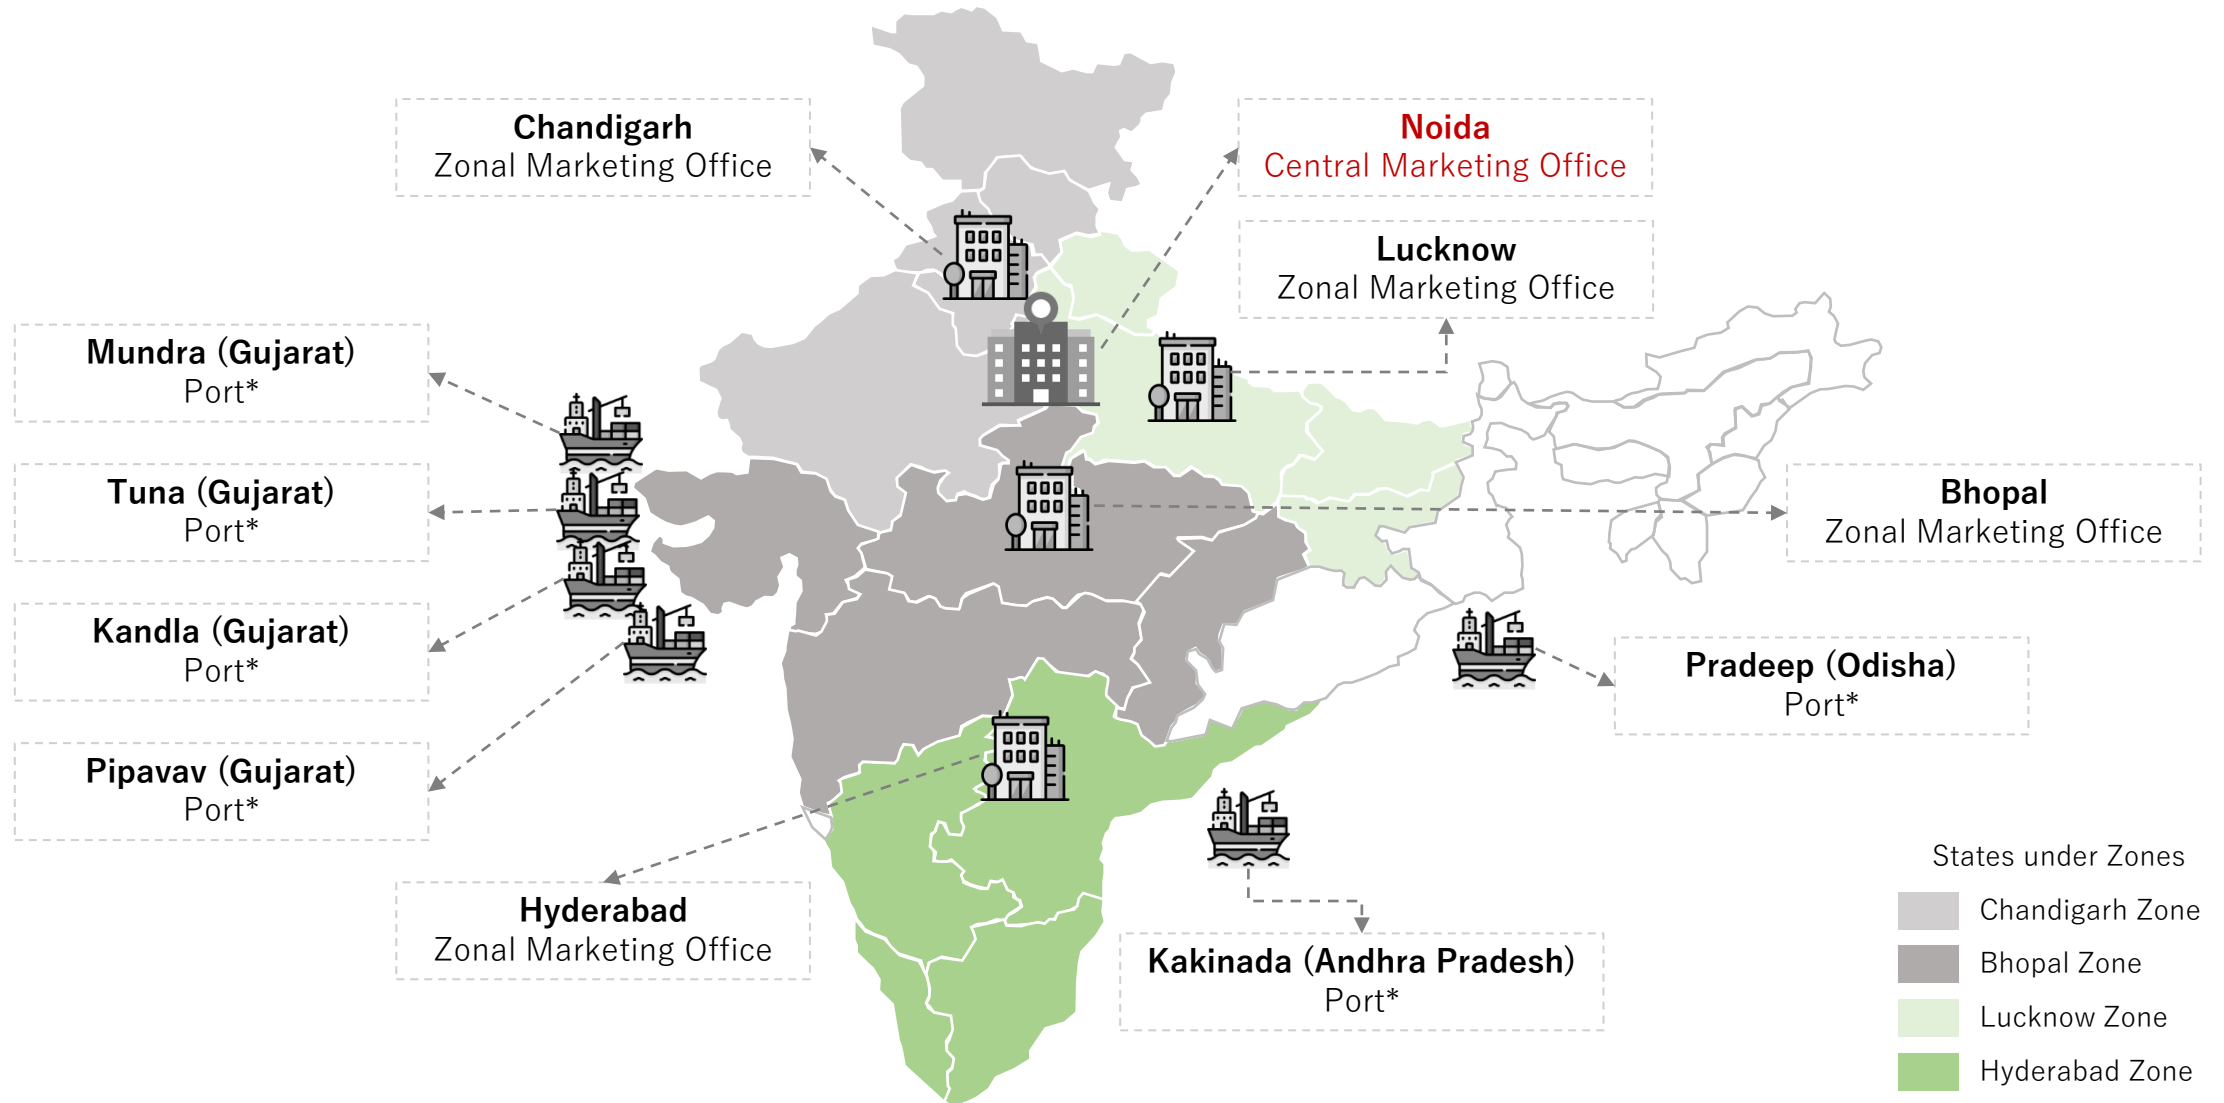 Chandigarh
Zonal Marketing Office
Noida
Central Marketing Office
Lucknow
Zonal Marketing Office
Mundra (Gujarat)
Port*
Tuna (Gujarat)
Port*
Bhopal
Zonal Marketing Office
Kandla (Gujarat)
Port*
Pradeep (Odisha)
Port*
Pipavav (Gujarat)
Port*
Hyderabad
Zonal Marketing Office
Kakinada (Andhra Pradesh)
Port*
States under Zones
Chandigarh Zone
Bhopal Zone
Lucknow Zone
Hyderabad Zone